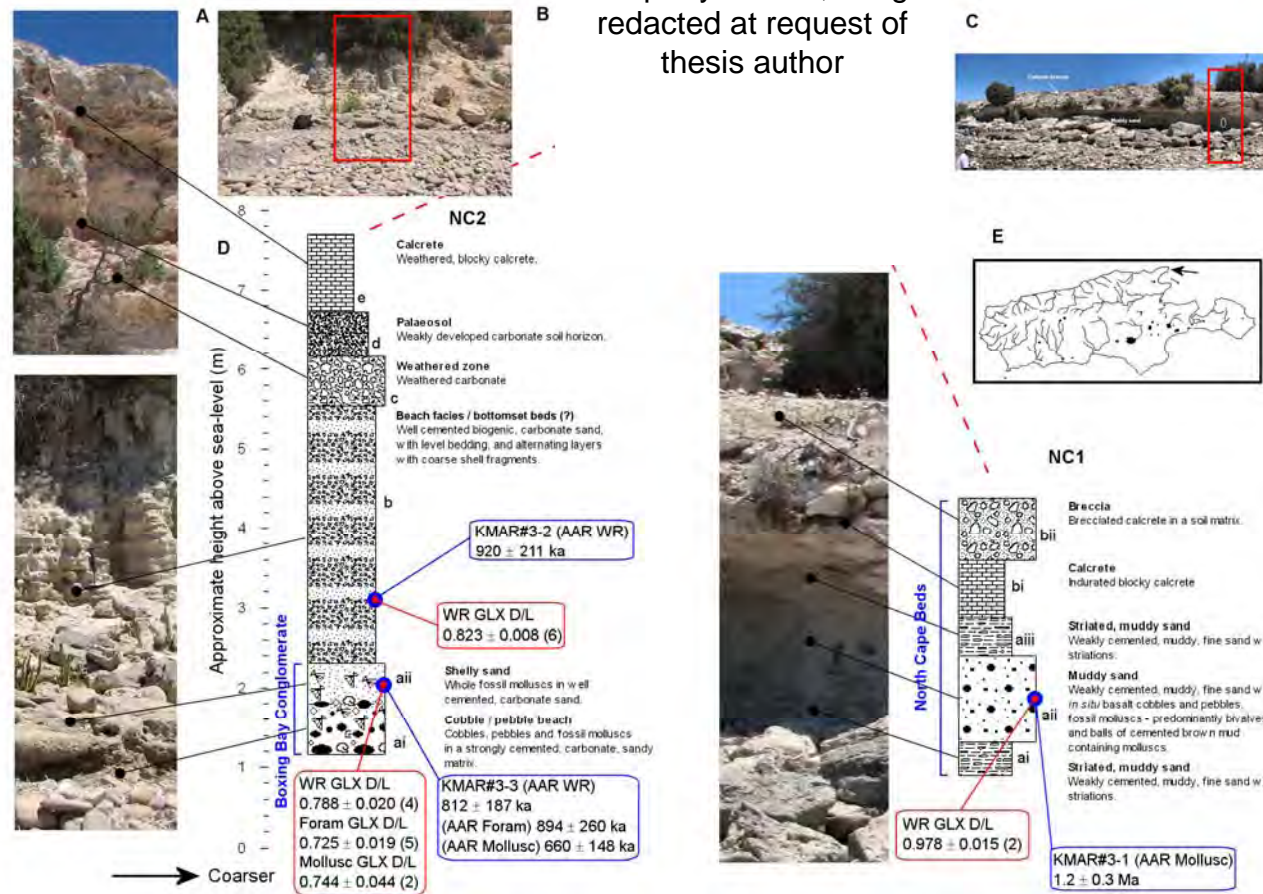 A
B
redacted at request of
thesis author
C
Calcrete breccia
Muddy sand
D
NC2
8
7
6
5
4
3
2
1
0
Approximate height above sea-level (m)
Calcrete
Weathered, blocky calcrete.
e
Palaeosol
Weakly developed carbonate soil horizon.
d
Weathered zone
Weathered carbonate
c
Beach facies / bottomset beds (?)
Well cemented biogenic, carbonate sand,
with level bedding, and alternating layers
with coarse shell fragments.
b
KMAR#3-2 (AAR WR)
920 ± 211 ka
WR GLX D/L
0.823 ± 0.008 (6)
Boxing Bay Conglomerate
aii
Shelly sand
Whole fossil molluscs in well
cemented, carbonate sand.
Cobble / pebble beach
Cobbles, pebbles and fossil molluscs
in a strongly cemented, carbonate, sandy
matrix.
ai
WR GLX D/L
0.788 ± 0.020 (4)
Foram GLX D/L
0.725 ± 0.019 (5)
Mollusc GLX D/L
0.744 ± 0.044 (2)
KMAR#3-3 (AAR WR)
812 ± 187 ka
(AAR Foram) 894 ± 260 ka
(AAR Mollusc) 660 ± 148 ka
Coarser
E
NC1
North Cape Beds
Breccia
Brecciated calcrete in a soil matrix.
bii
Calcrete
Indurated blocky calcrete
bi
Striated, muddy sand
Weakly cemented, muddy, fine sand w
striations.
aiii
Muddy sand
Weakly cemented, muddy, fine sand w
in situ basalt cobbles and pebbles,
fossil molluscs - predominantly bivalves
and balls of cemented brown mud
containing molluscs.
aii
Striated, muddy sand
Weakly cemented, muddy, fine sand w
striations.
ai
WR GLX D/L
0.978 ± 0.015 (2)
KMAR#3-1 (AAR Mollusc)
1.2 ± 0.3 Ma